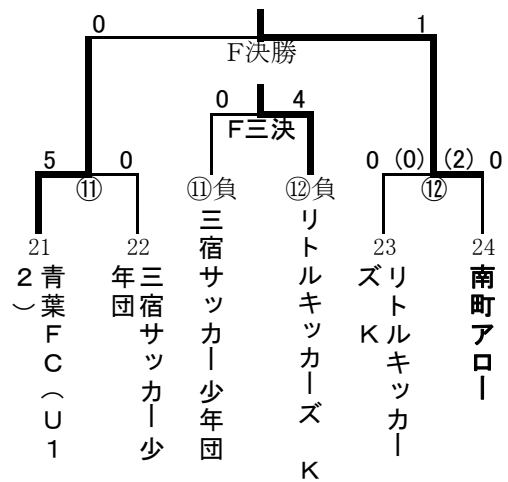 0 1
F決勝
0 4
F三決
5 0 0 (0) (2) 0
⑪ ⑪負 ⑫負 ⑫
21 22 23 24
青葉FC(U1
2)
三宿サッカー少
年団
三宿サッカー少年団
リトルキッカーズ K
リトルキッカー
ズ K
南町アロー